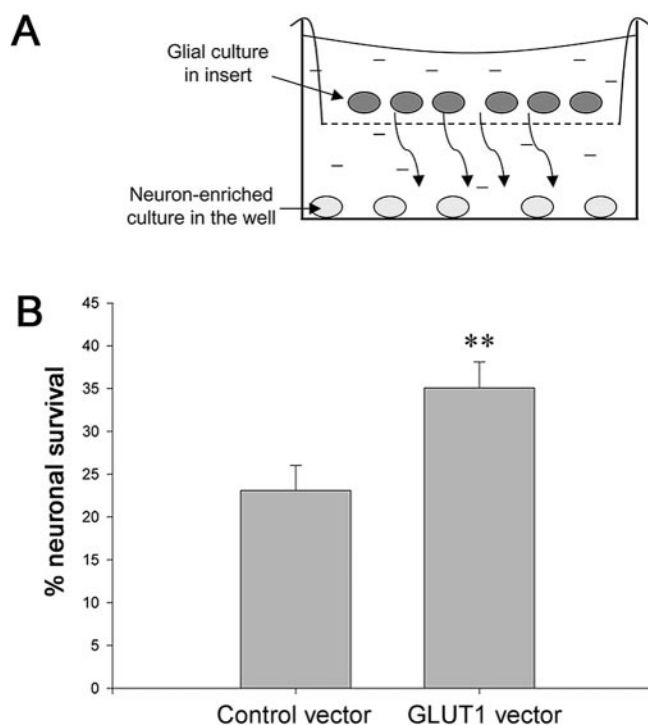 A
Glial culture
in insert
Neuron-enriched
culture in the well
B
% neuronal survival
45
40
35
30
25
20
15
10
5
0
**
Control vector
GLUT1 vector